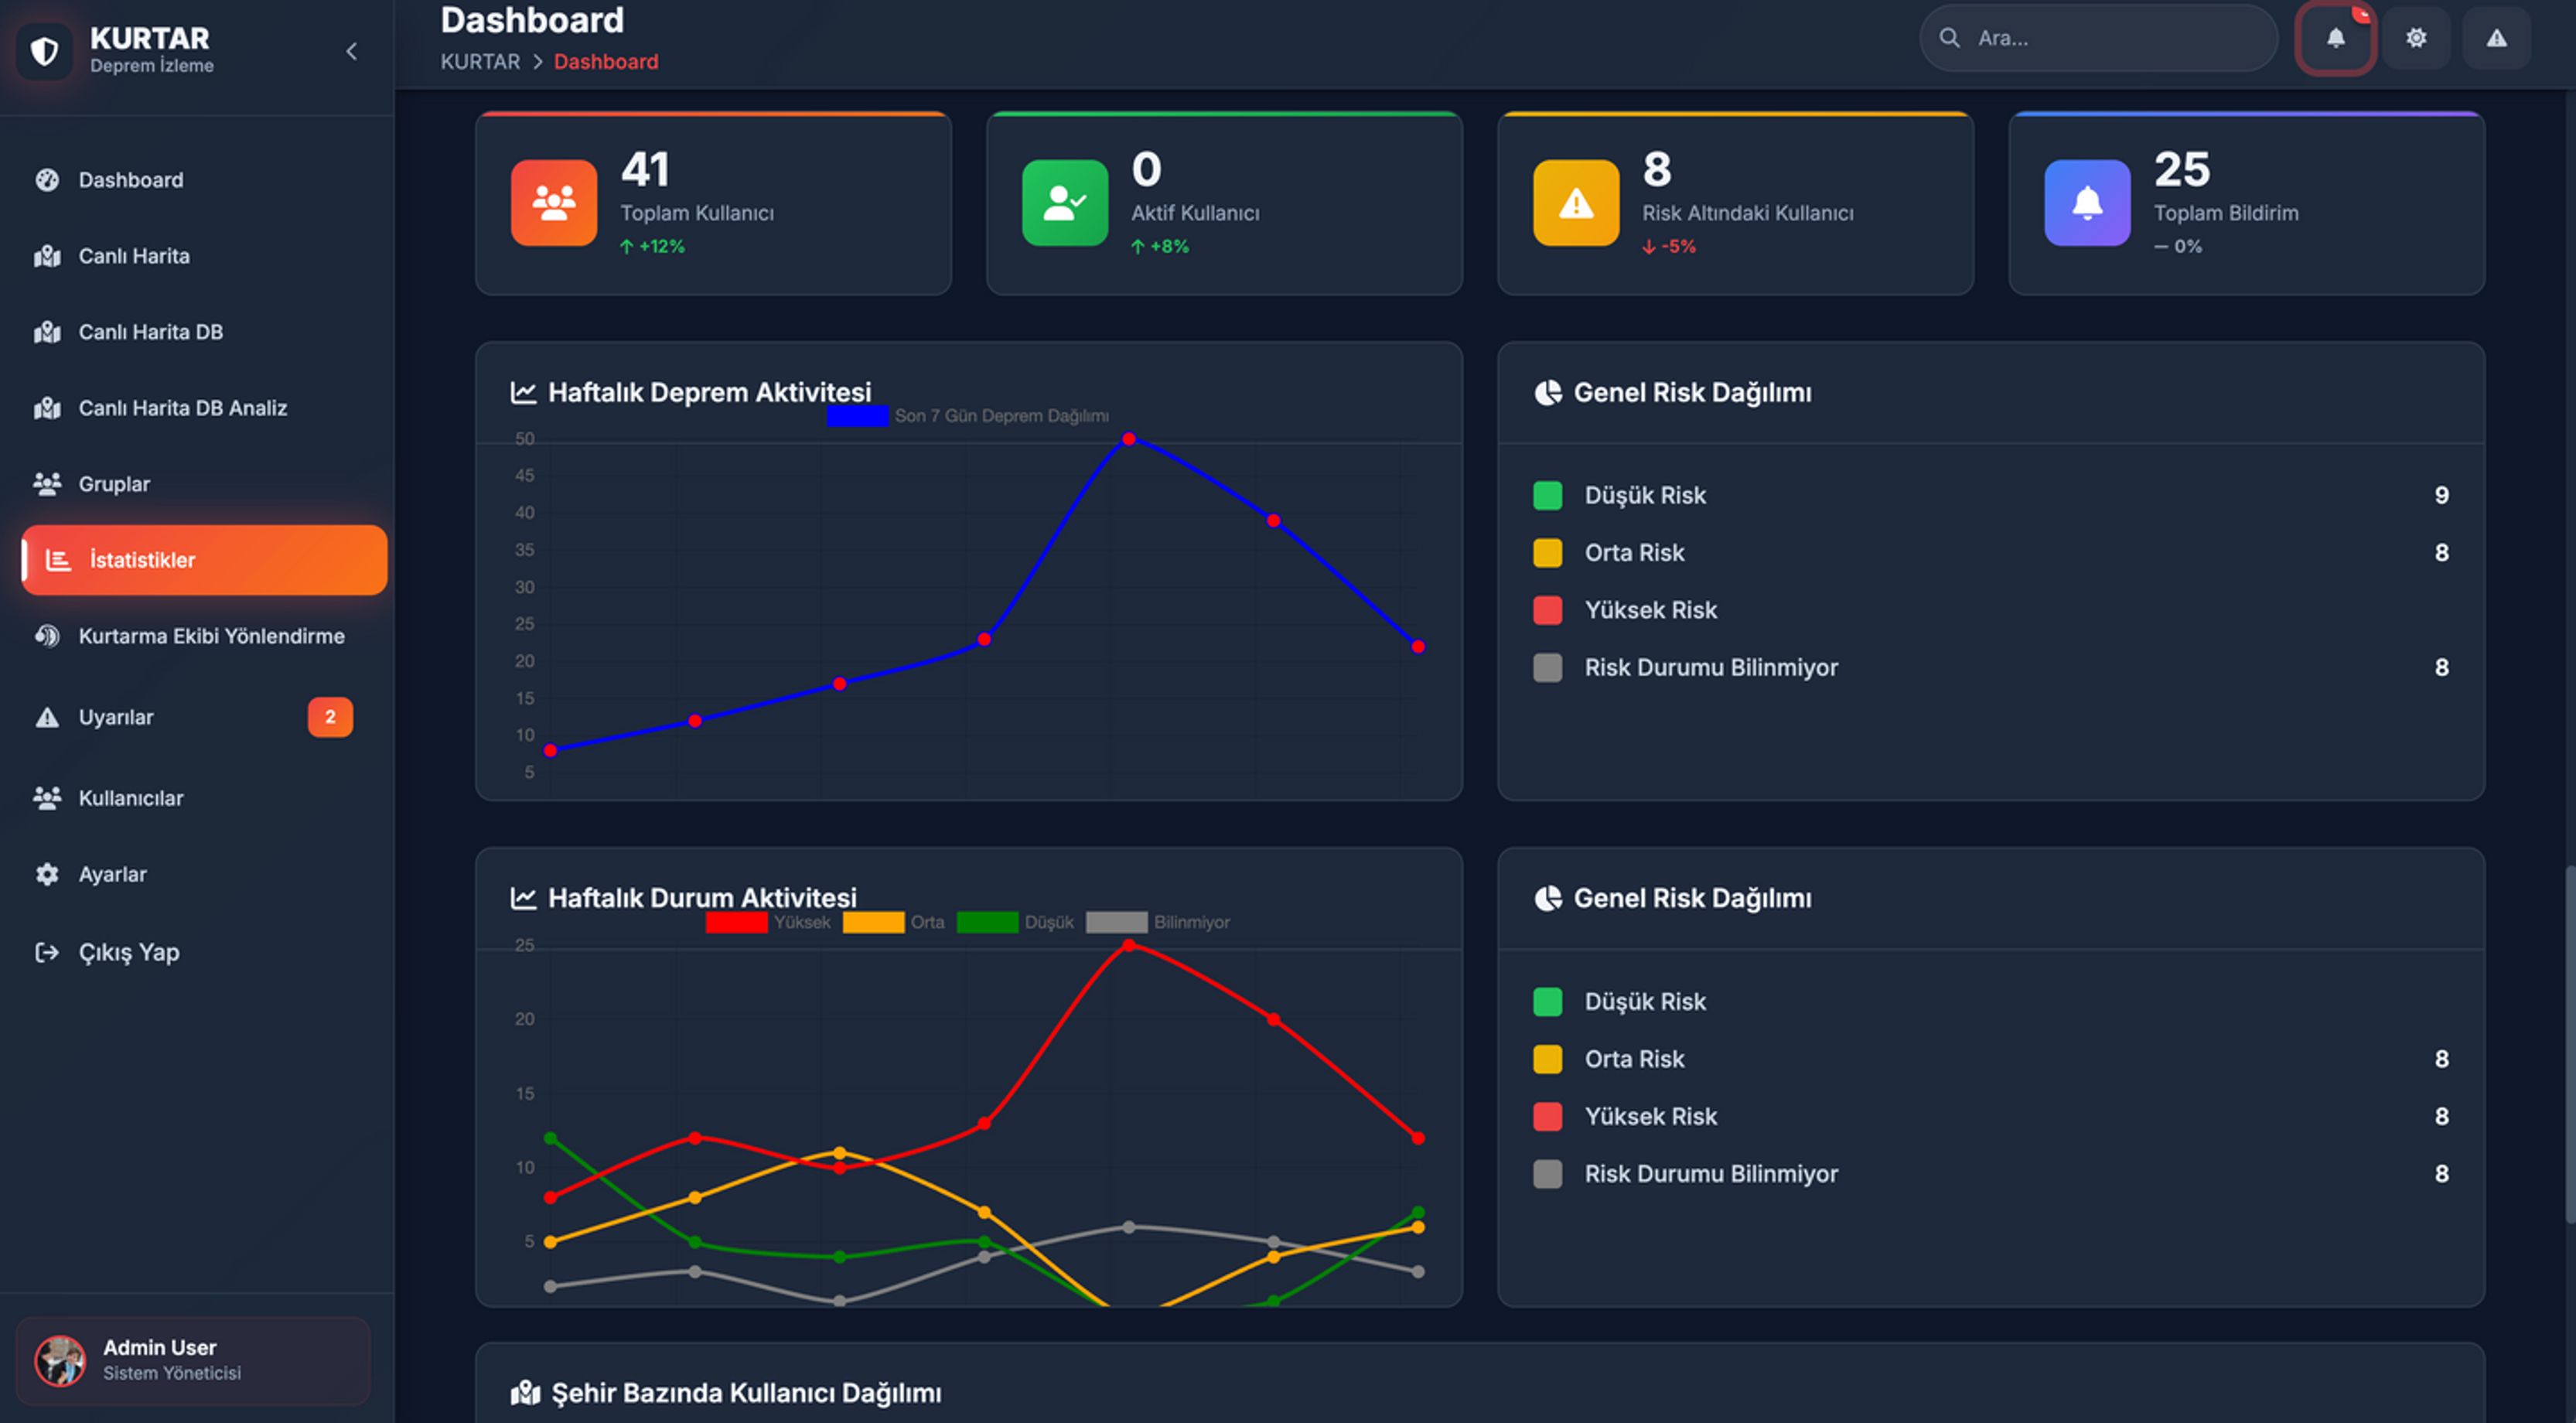 KURTAR
Deprem İzleme
Dashboard
Canlı Harita
Canlı Harita DB
Canlı Harita DB Analiz
Gruplar
İstatistikler
Kurtarma Ekibi Yönlendirme
Uyarılar
2
Kullanıcılar
Ayarlar
Çıkış Yap
Admin User
Sistem Yöneticisi
Dashboard
KURTAR > Dashboard
Ara...
41
Toplam Kullanıcı
↑ +12%
0
Aktif Kullanıcı
↑ +8%
8
Risk Altındaki Kullanıcı
↓ -5%
25
Toplam Bildirim
— 0%
Haftalık Deprem Aktivitesi
Son 7 Gün Deprem Dağılımı
50
45
40
35
30
25
20
15
10
5
Genel Risk Dağılımı
Düşük Risk 9
Orta Risk 8
Yüksek Risk
Risk Durumu Bilinmiyor 8
Haftalık Durum Aktivitesi
Yüksek Orta Düşük Bilinmiyor
25
20
15
10
5
Genel Risk Dağılımı
Düşük Risk
Orta Risk 8
Yüksek Risk 8
Risk Durumu Bilinmiyor 8
Şehir Bazında Kullanıcı Dağılımı